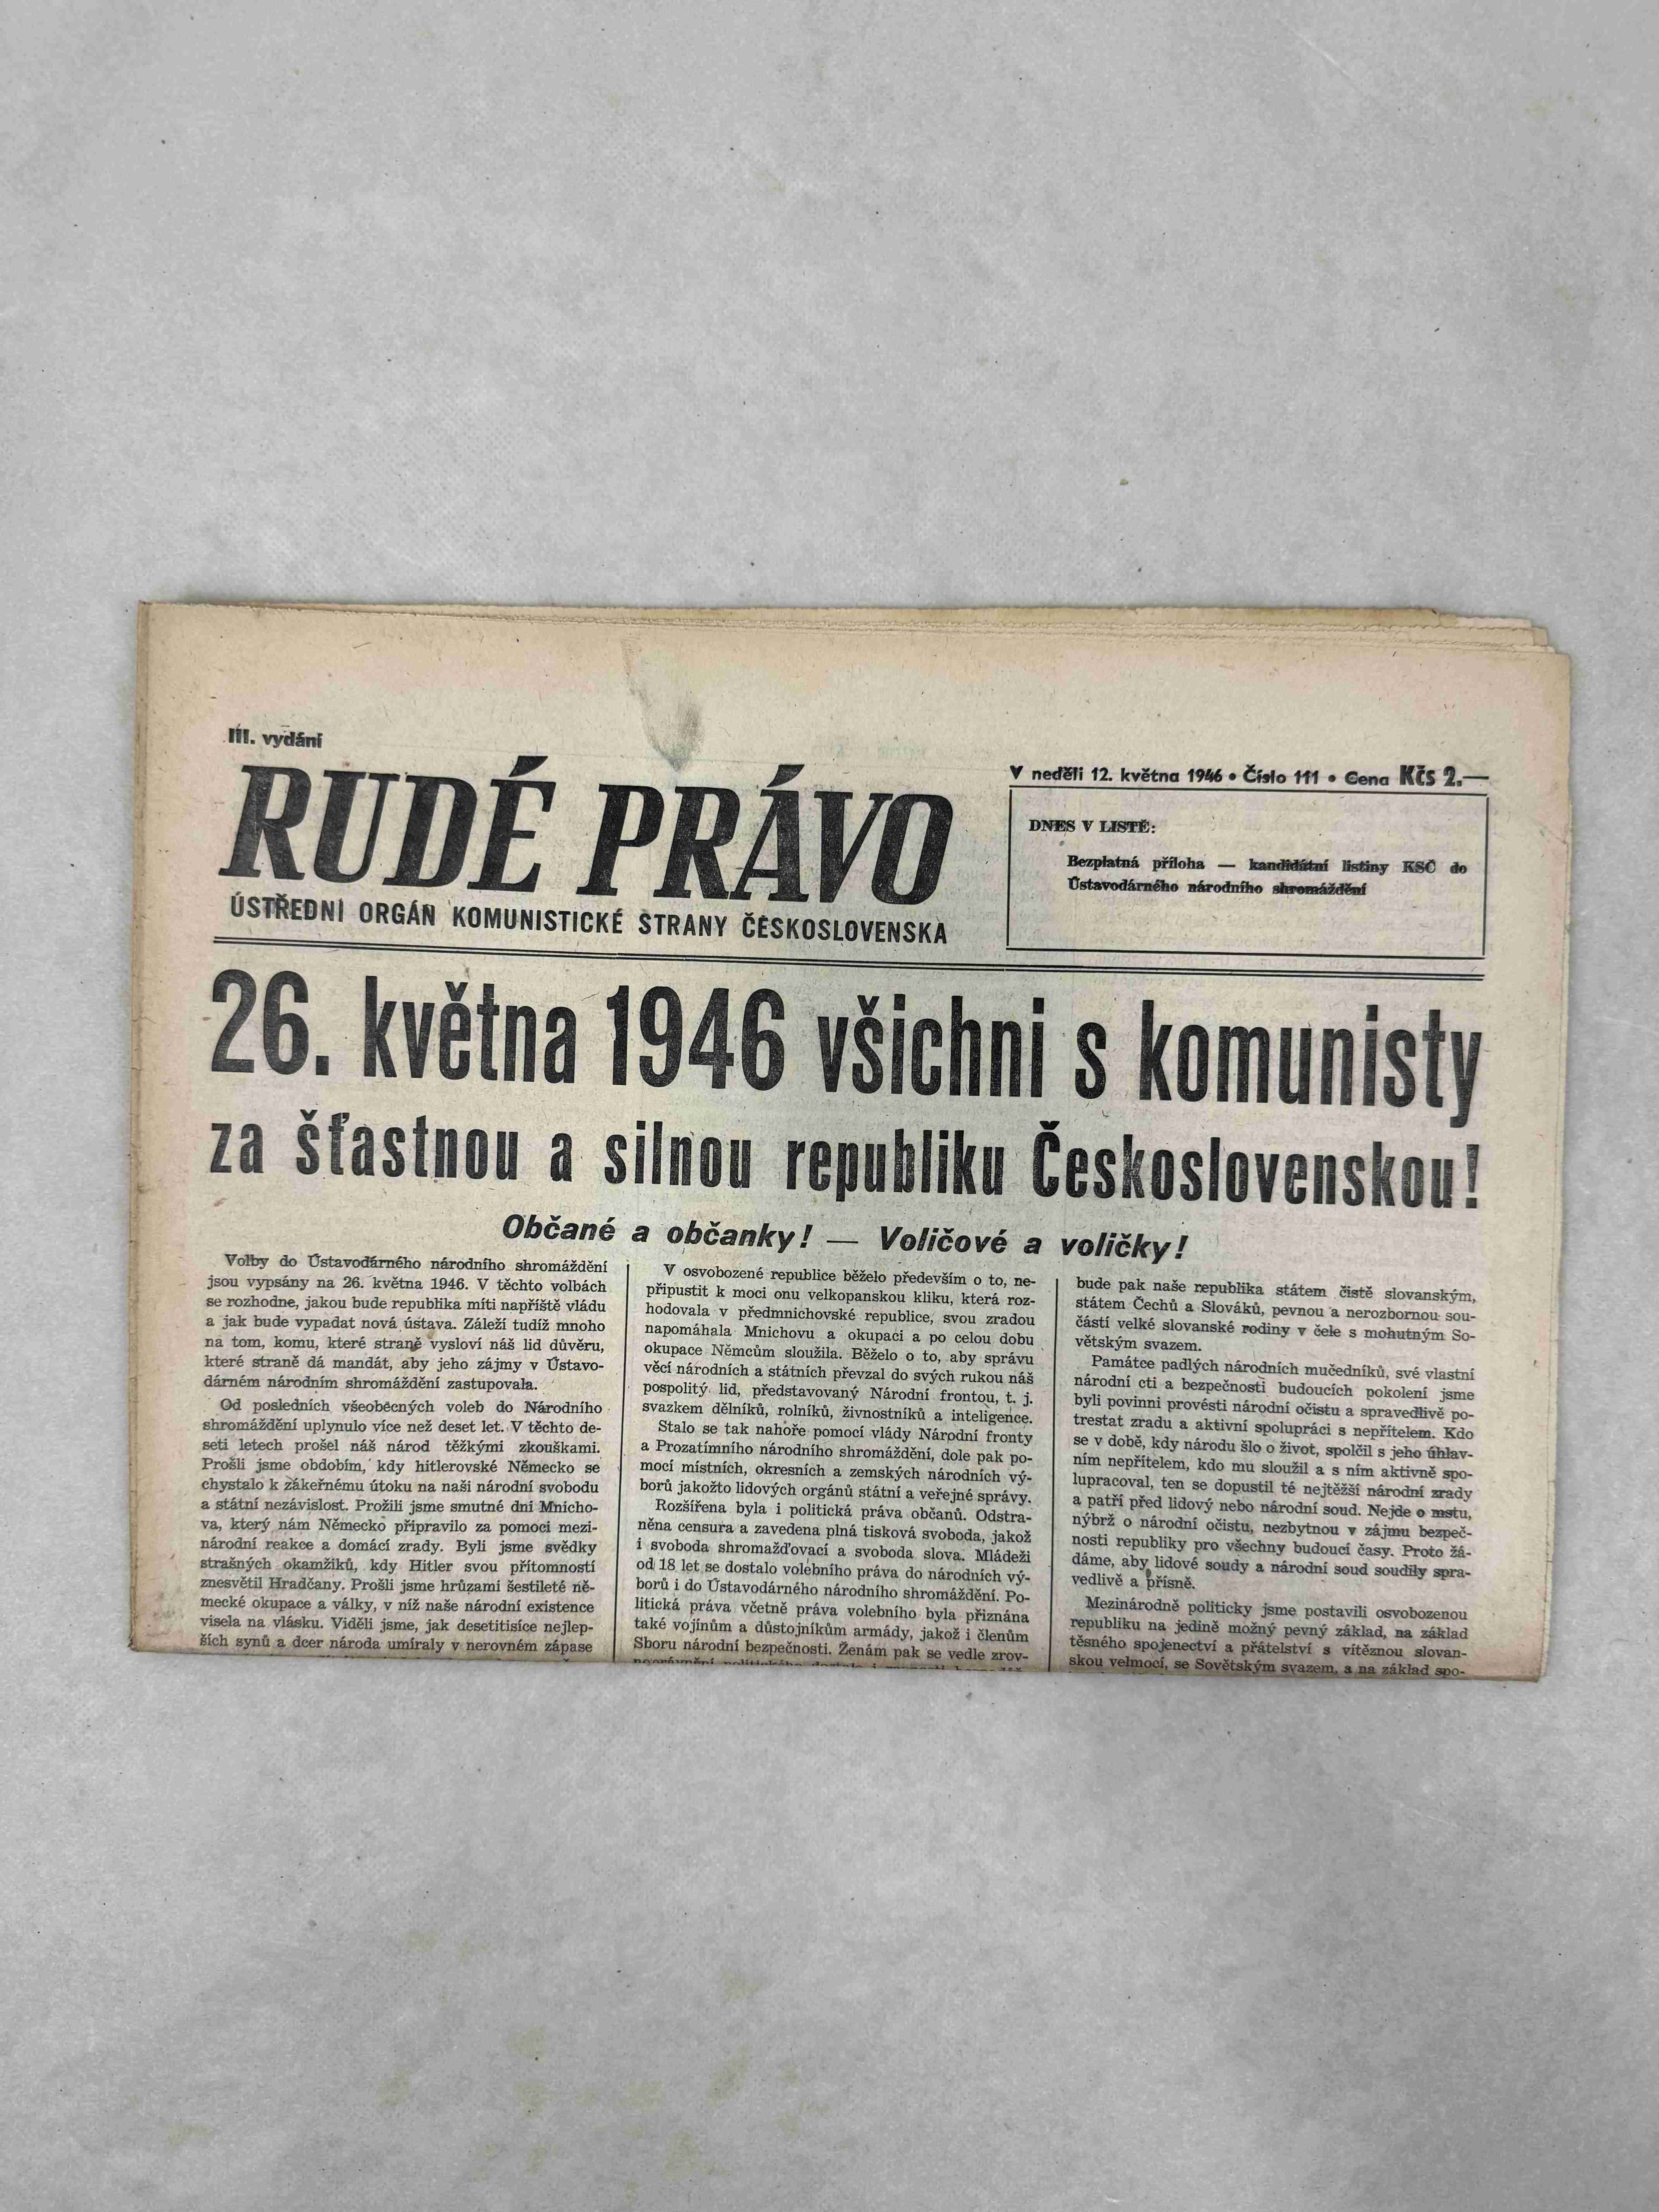 III. vydání
RUDÉ PRÁVO
ÚSTŘEDNÍ ORGÁN KOMUNISTICKÉ STRANY ČESKOSLOVENSKA
V neděli 12. května 1946 • Číslo 111 • Cena Kčs 2.—
DNES V LISTĚ:
Bezplatná příloha — kandidátní listiny KSČ do
Ústavodárného národního shromáždění
26. května 1946 všichni s komunisty
za šťastnou a silnou republiku Československou!
Občané a občanky! — Voličové a voličky!
Volby do Ústavodárného národního shromáždění
jsou vypsány na 26. května 1946. V těchto volbách
se rozhodne, jakou bude republika míti napříště vládu
a jak bude vypadat nová ústava. Záleží tudíž mnoho
na tom, komu, které straně vysloví náš lid důvěru,
které straně dá mandát, aby jeho zájmy v Ústavo-
dárném národním shromáždění zastupovala.
Od posledních všeobecných voleb do Národního
shromáždění uplynulo více než deset let. V těchto de-
seti letech prošel náš národ těžkými zkouškami.
Prošli jsme obdobím, kdy hitlerovské Německo se
chystalo k zákeřnému útoku na naši národní svobodu
a státní nezávislost. Prožili jsme smutné dni Mnicho-
va, který nám Německo připravilo za pomoci mezi-
národní reakce a domácí zrady. Byli jsme svědky
strašných okamžiků, kdy Hitler svou přítomností
znesvětil Hradčany. Prošli jsme hrůzami šestileté ně-
mecké okupace a války, v níž naše národní existence
visela na vlásku. Viděli jsme, jak desetitisíce nejlep-
ších synů a dcer národa umíraly v nerovném zápase
V osvobozené republice běželo především o to, ne-
připustit k moci onu velkopanskou kliku, která roz-
hodovala v předmnichovské republice, svou zradou
napomáhala Mnichovu a okupaci a po celou dobu
okupace Němcům sloužila. Běželo o to, aby správu
věcí národních a státních převzal do svých rukou náš
pospolitý lid, představovaný Národní frontou, t. j.
svazkem dělníků, rolníků, živnostníků a inteligence.
Stalo se tak nahoře pomocí vlády Národní fronty
a Prozatímního národního shromáždění, dole pak po-
mocí místních, okresních a zemských národních vý-
borů jakožto lidových orgánů státní a veřejné správy.
Rozšířena byla i politická práva občanů. Odstra-
něna censura a zavedena plná tisková svoboda, jakož
i svoboda shromažďovací a svoboda slova. Mládeži
od 18 let se dostalo volebního práva do národních vý-
borů i do Ústavodárného národního shromáždění. Po-
litická práva včetně práva volebního byla přiznána
také vojínům a důstojníkům armády, jakož i členům
Sboru národní bezpečnosti. Ženám pak se vedle zrov-
bude pak naše republika státem čistě slovanským,
státem Čechů a Slováků, pevnou a nerozbornou sou-
částí velké slovanské rodiny v čele s mohutným So-
větským svazem.
Památce padlých národních mučedníků, své vlastní
národní cti a bezpečnosti budoucích pokolení jsme
byli povinni provésti národní očistu a spravedlivě po-
trestat zradu a aktivní spolupráci s nepřítelem. Kdo
se v době, kdy národu šlo o život, spolčil s jeho úhlav-
ním nepřítelem, kdo mu sloužil a s ním aktivně spo-
lupracoval, ten se dopustil té nejtěžší národní zrady
a patří před lidový nebo národní soud. Nejde o mstu,
nýbrž o národní očistu, nezbytnou v zájmu bezpeč-
nosti republiky pro všechny budoucí časy. Proto žá-
dáme, aby lidové soudy a národní soud soudily spra-
vedlivě a přísně.
Mezinárodně politicky jsme postavili osvobozenou
republiku na jedině možný pevný základ, na základ
těsného spojenectví a přátelství s vítěznou slovan-
skou velmocí, se Sovětským svazem, a na základ spo-